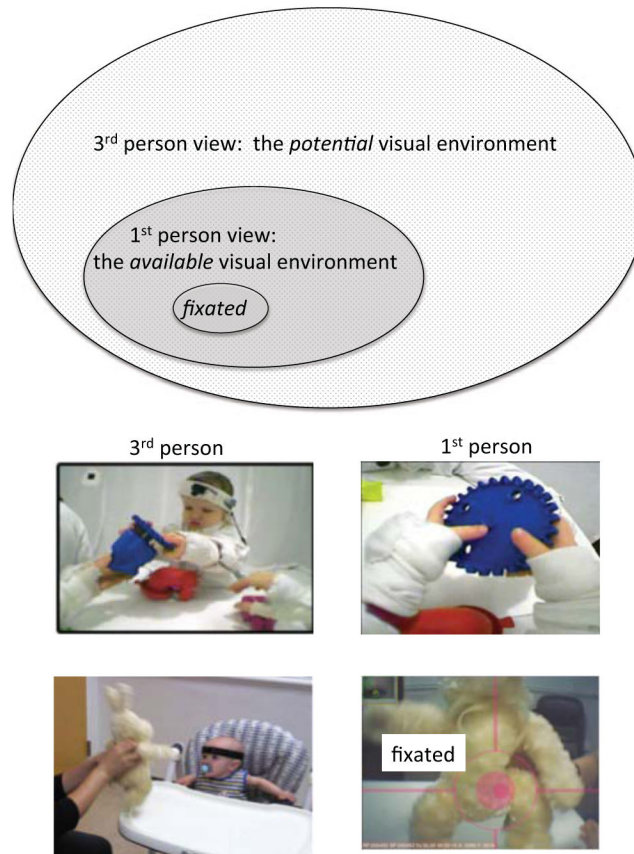 3rd person view: the potential visual environment
1st person view:
the available visual environment
fixated
3rd person
1st person
fixated